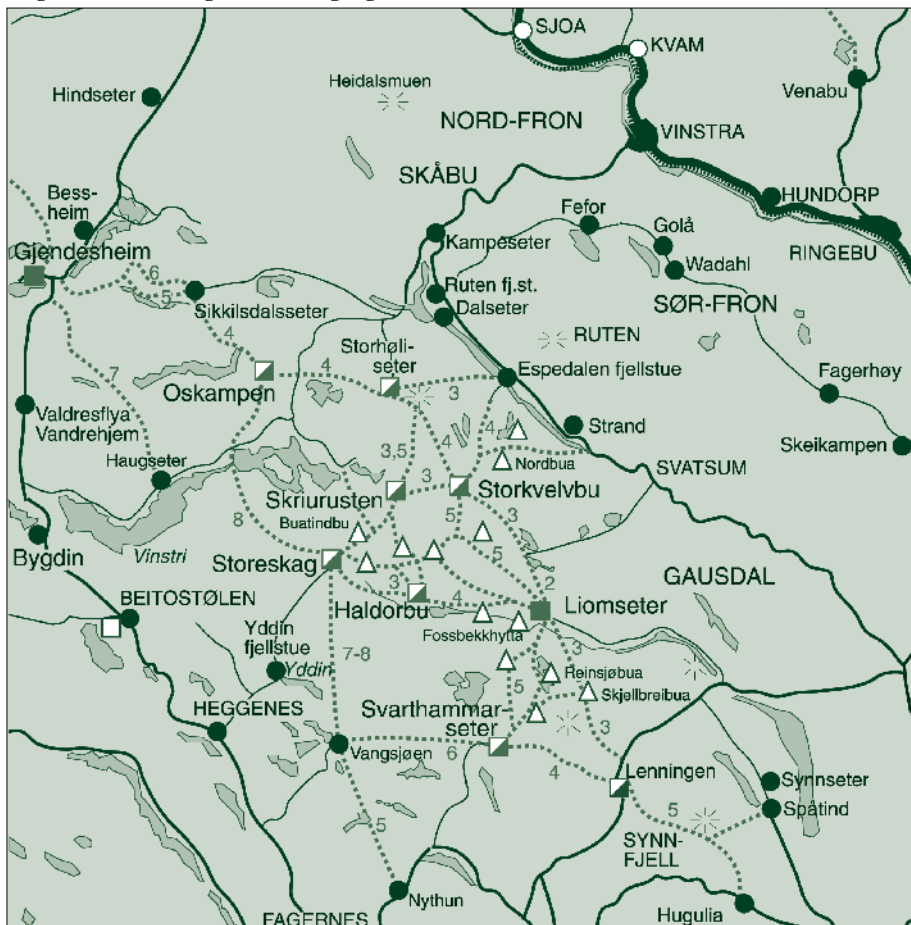 SJOA
KVAM
Heidalsmuen
Venabu
Hindseter
NORD-FRON
VINSTRA
SKÅBU
HUNDORP
Bess-
heim
Fefor
Golå
RINGEBU
Gjendesheim
Kampeseter
Wadahl
6
5
Ruten fj.st.
SØR-FRON
Sikkilsdalsseter
Dalseter
4
Storhøli-
seter
RUTEN
7
Oskampen
4
3
Espedalen fjellstue
Fagerhøy
Valdresflya
Vandrehjem
4
4
Strand
Skeikampen
3,5
Nordbua
Haugseter
3
SVATSUM
Skriurusten
Storkvelvbu
8
Buatindbu
5
3
Bygdin
Vinstri
Storeskag
5
GAUSDAL
BEITOSTØLEN
3
2
Haldorbu
4
Liomseter
Yddin
fjellstue
Fossbekkhytta
3
Yddin
7-8
5
Reinsjøbua
Skjellbreibua
HEGGENES
Svarthammar-
seter
3
Vangsjøen
6
4
Lenningen
Synnseter
5
5
Spåtind
SYNN-
FJELL
Nythun
Hugulia
FAGERNES